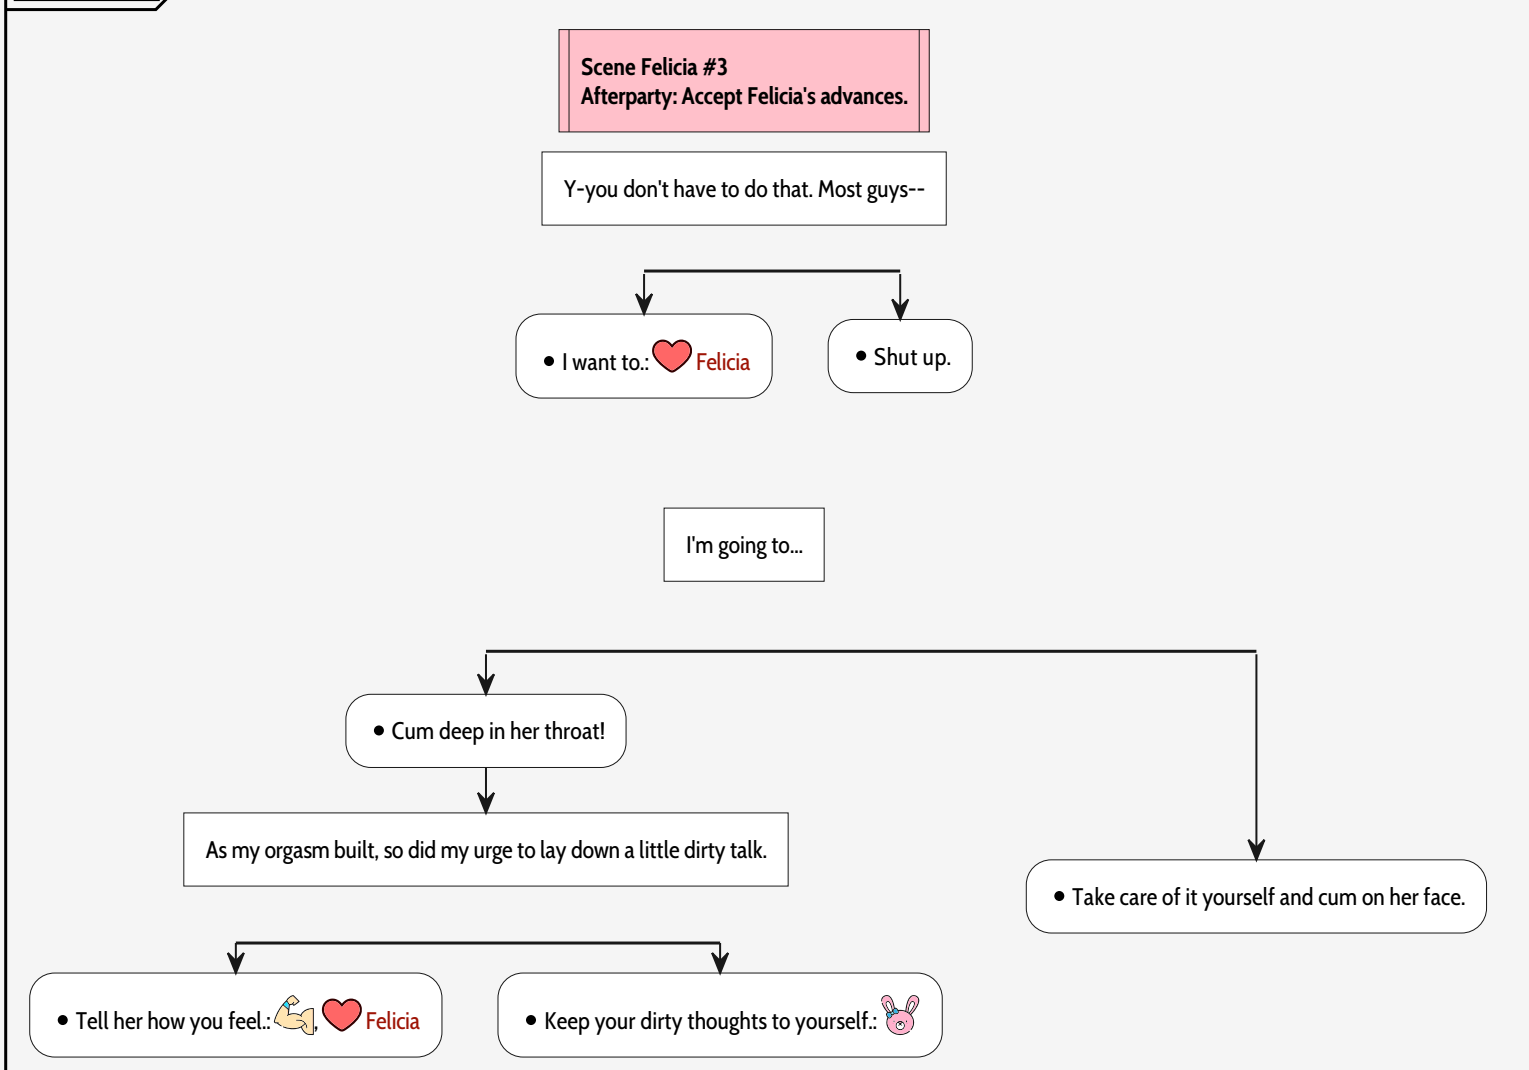 Scene Felicia #3
Afterparty: Accept Felicia's advances.
Y-you don't have to do that. Most guys--
• I want to.: Felicia
• Shut up.
I'm going to...
• Cum deep in her throat!
As my orgasm built, so did my urge to lay down a little dirty talk.
• Take care of it yourself and cum on her face.
• Tell her how you feel.: , Felicia
• Keep your dirty thoughts to yourself.: